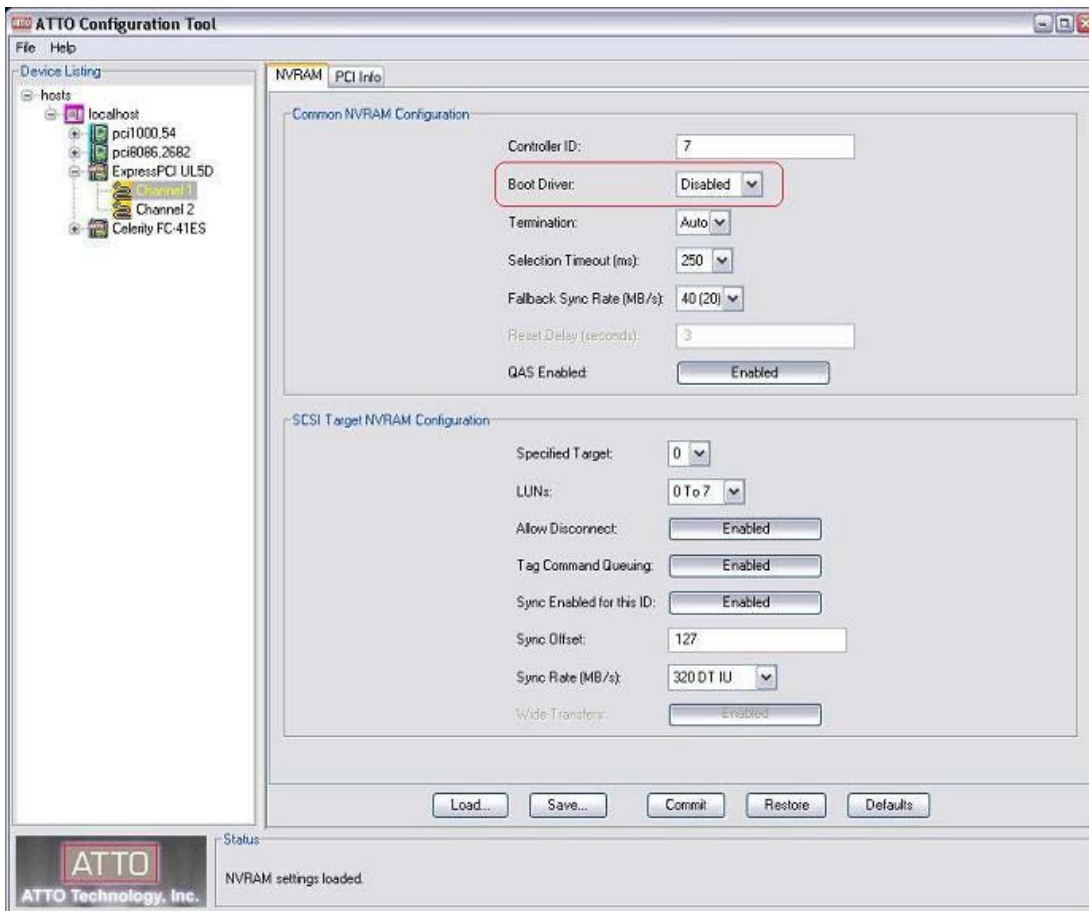 ATTO ATTO Configuration Tool
File Help
Device Listing
hosts
localhost
pci1000,54
pci8086,2682
ExpressPCI UL5D
Channel 1
Channel 2
Celerity FC-41ES
NVRAM PCI Info
Common NVRAM Configuration
Controller ID: 7
Boot Driver: Disabled
Termination: Auto
Selection Timeout (ms): 250
Fallback Sync Rate (MB/s): 40 (20)
Reset Delay (seconds): 3
QAS Enabled: Enabled
SCSI Target NVRAM Configuration
Specified Target: 0
LUNs: 0 To 7
Allow Disconnect: Enabled
Tag Command Queuing: Enabled
Sync Enabled for this ID: Enabled
Sync Offset: 127
Sync Rate (MB/s): 320 DT IU
Wide Transfers: Enabled
Load... Save... Commit Restore Defaults
ATTO
ATTO Technology, Inc.
Status
NVRAM settings loaded.